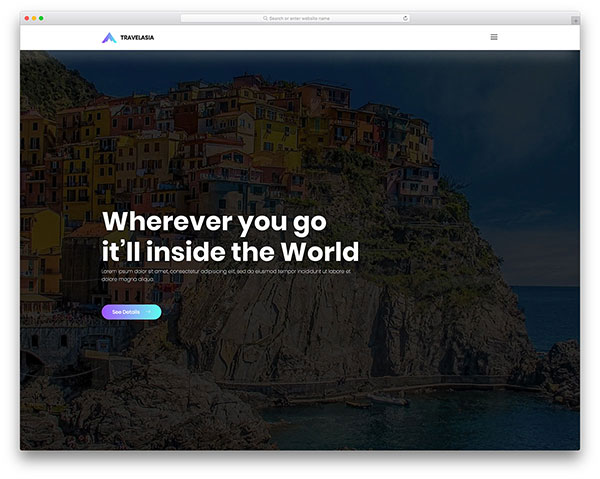 Search or enter website name
TRAVELASIA
Wherever you go
it'll inside the World
Lorem ipsum dolor sit amet, consectetur adipisicing elit, sed do eiusmod tempor incididunt ut labore et
dolore magna aliqua.
See Details